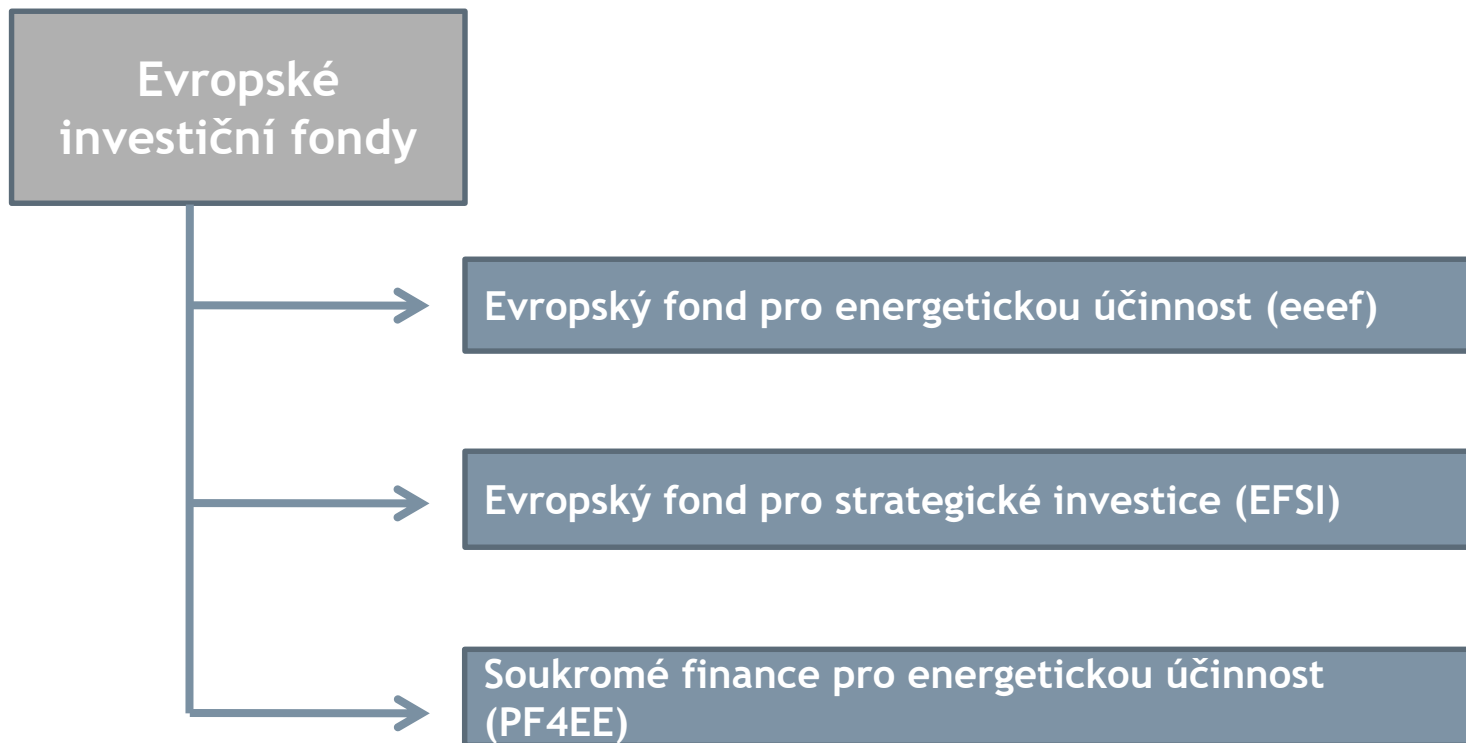 Evropské
investiční fondy
Evropský fond pro energetickou účinnost (eeef)
Evropský fond pro strategické investice (EFSI)
Soukromé finance pro energetickou účinnost
(PF4EE)